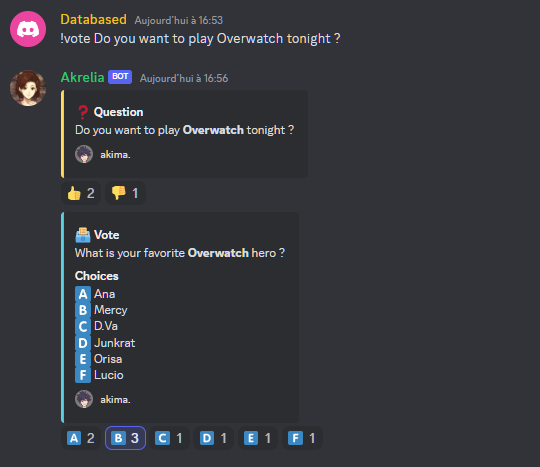 Databased Aujourd'hui à 16:53
!vote Do you want to play Overwatch tonight ?
Akrelia BOT Aujourd'hui à 16:56
❓ Question
Do you want to play Overwatch tonight ?
akima.
👍 2 👎 1
🗳️ Vote
What is your favorite Overwatch hero ?
Choices
A Ana
B Mercy
C D.Va
D Junkrat
E Orisa
F Lucio
akima.
A 2 B 3 C 1 D 1 E 1 F 1